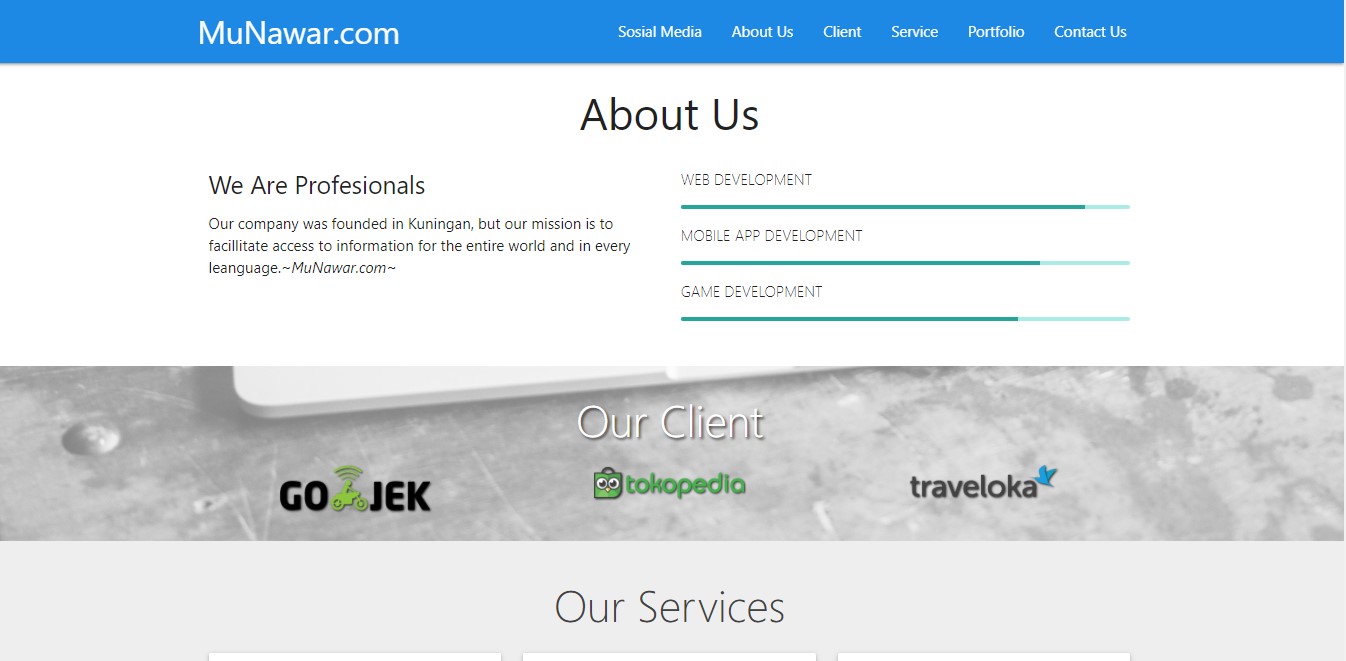 MuNawar.com
Sosial Media About Us Client Service Portfolio Contact Us
About Us
We Are Profesionals
Our company was founded in Kuningan, but our mission is to
facillitate access to information for the entire world and in every
leanguage.~MuNawar.com~
WEB DEVELOPMENT
MOBILE APP DEVELOPMENT
GAME DEVELOPMENT
Our Client
GOJEK tokopedia traveloka
Our Services